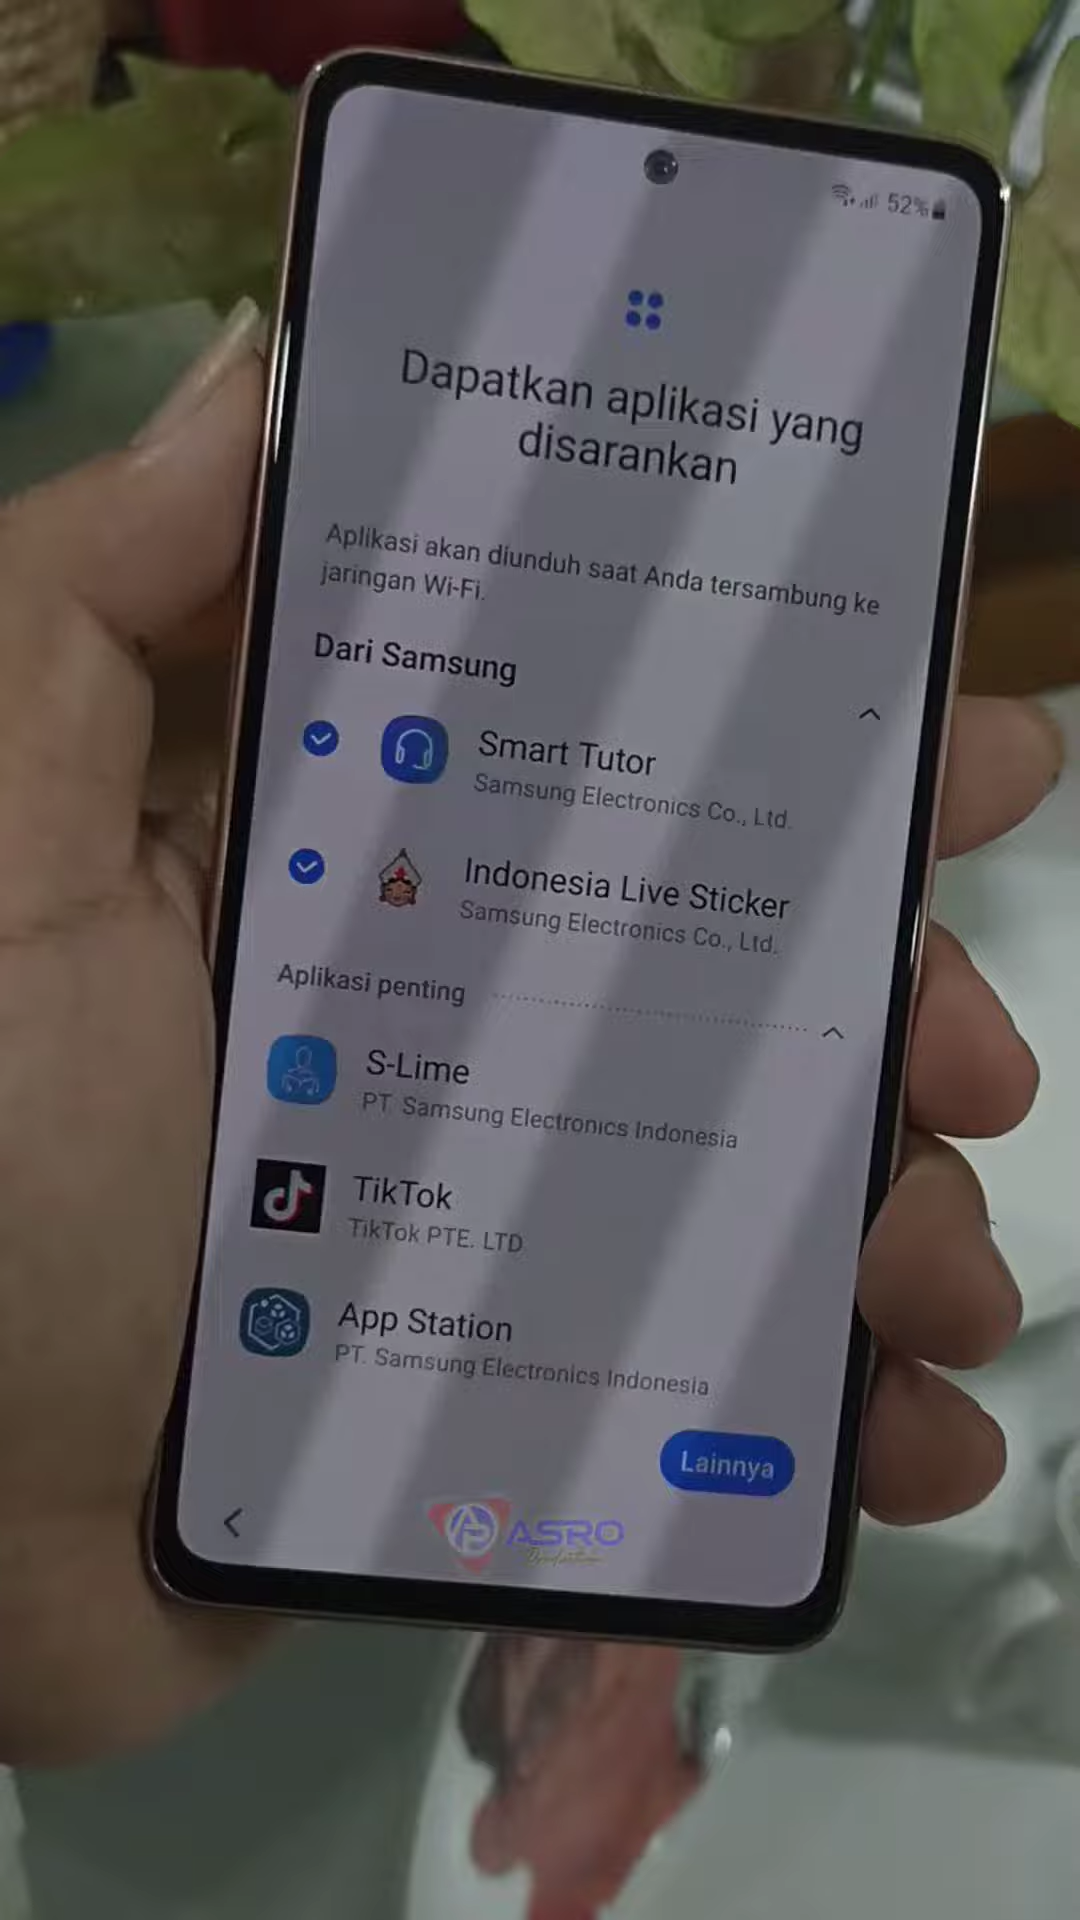 52%
Dapatkan aplikasi yang
disarankan
Aplikasi akan diunduh saat Anda tersambung ke
jaringan Wi-Fi.
Dari Samsung
Smart Tutor
Samsung Electronics Co., Ltd.
Indonesia Live Sticker
Samsung Electronics Co., Ltd.
Aplikasi penting
S-Lime
PT. Samsung Electronics Indonesia
TikTok
TikTok PTE. LTD
App Station
PT. Samsung Electronics Indonesia
Lainnya
ASRO
Production